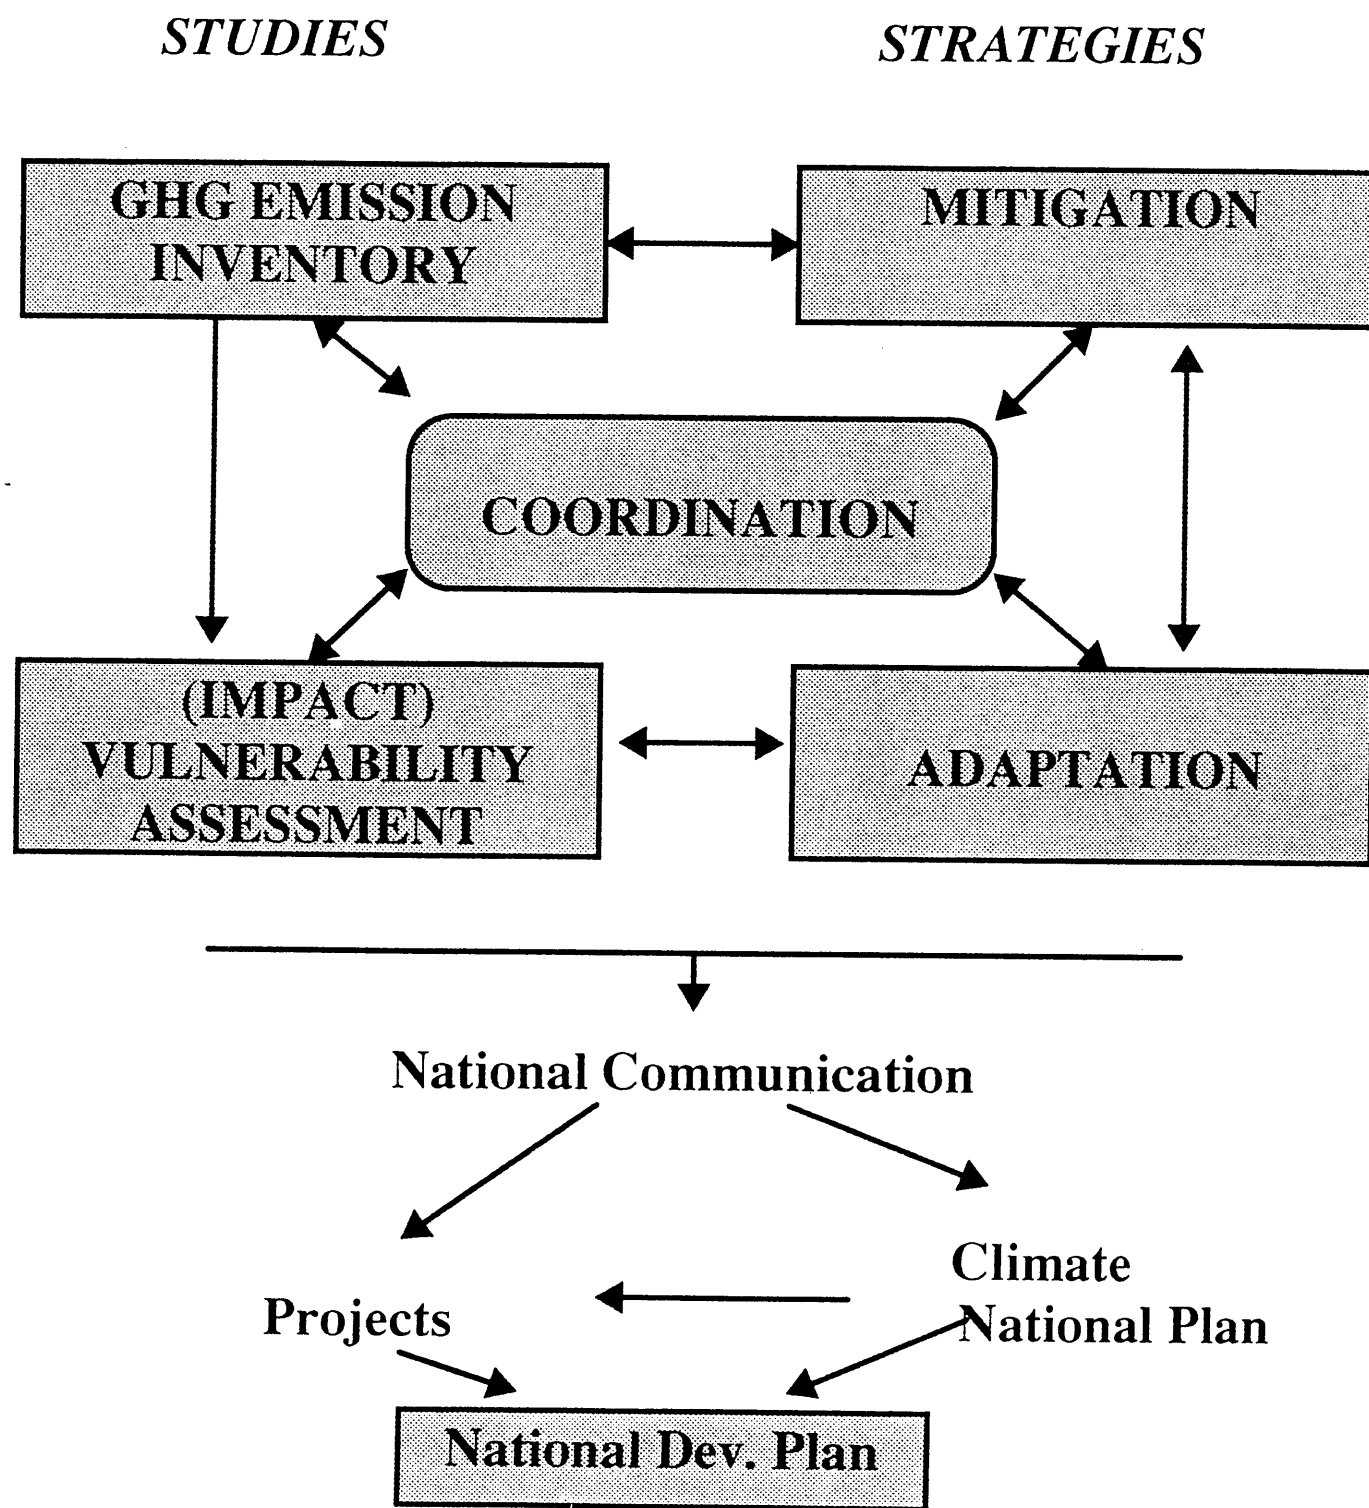 STUDIES
STRATEGIES
GHG EMISSION
INVENTORY
MITIGATION
COORDINATION
(IMPACT)
VULNERABILITY
ASSESSMENT
ADAPTATION
National Communication
Climate
National Plan
Projects
National Dev. Plan